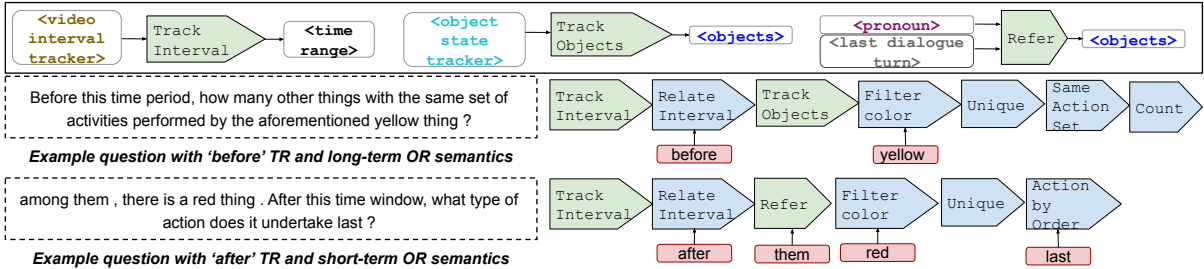 <video interval tracker>
Track Interval
<time range>
<object state tracker>
Track Objects
<objects>
<pronoun>
<last dialogue turn>
Refer
<objects>
Before this time period, how many other things with the same set of
activities performed by the aforementioned yellow thing ?
Example question with ‘before’ TR and long-term OR semantics
Track Interval
Relate Interval
Track Objects
Filter color
Unique
Same Action Set
Count
before
yellow
among them , there is a red thing . After this time window, what type of
action does it undertake last ?
Example question with ‘after’ TR and short-term OR semantics
Track Interval
Relate Interval
Refer
Filter color
Unique
Action by Order
after
them
red
last